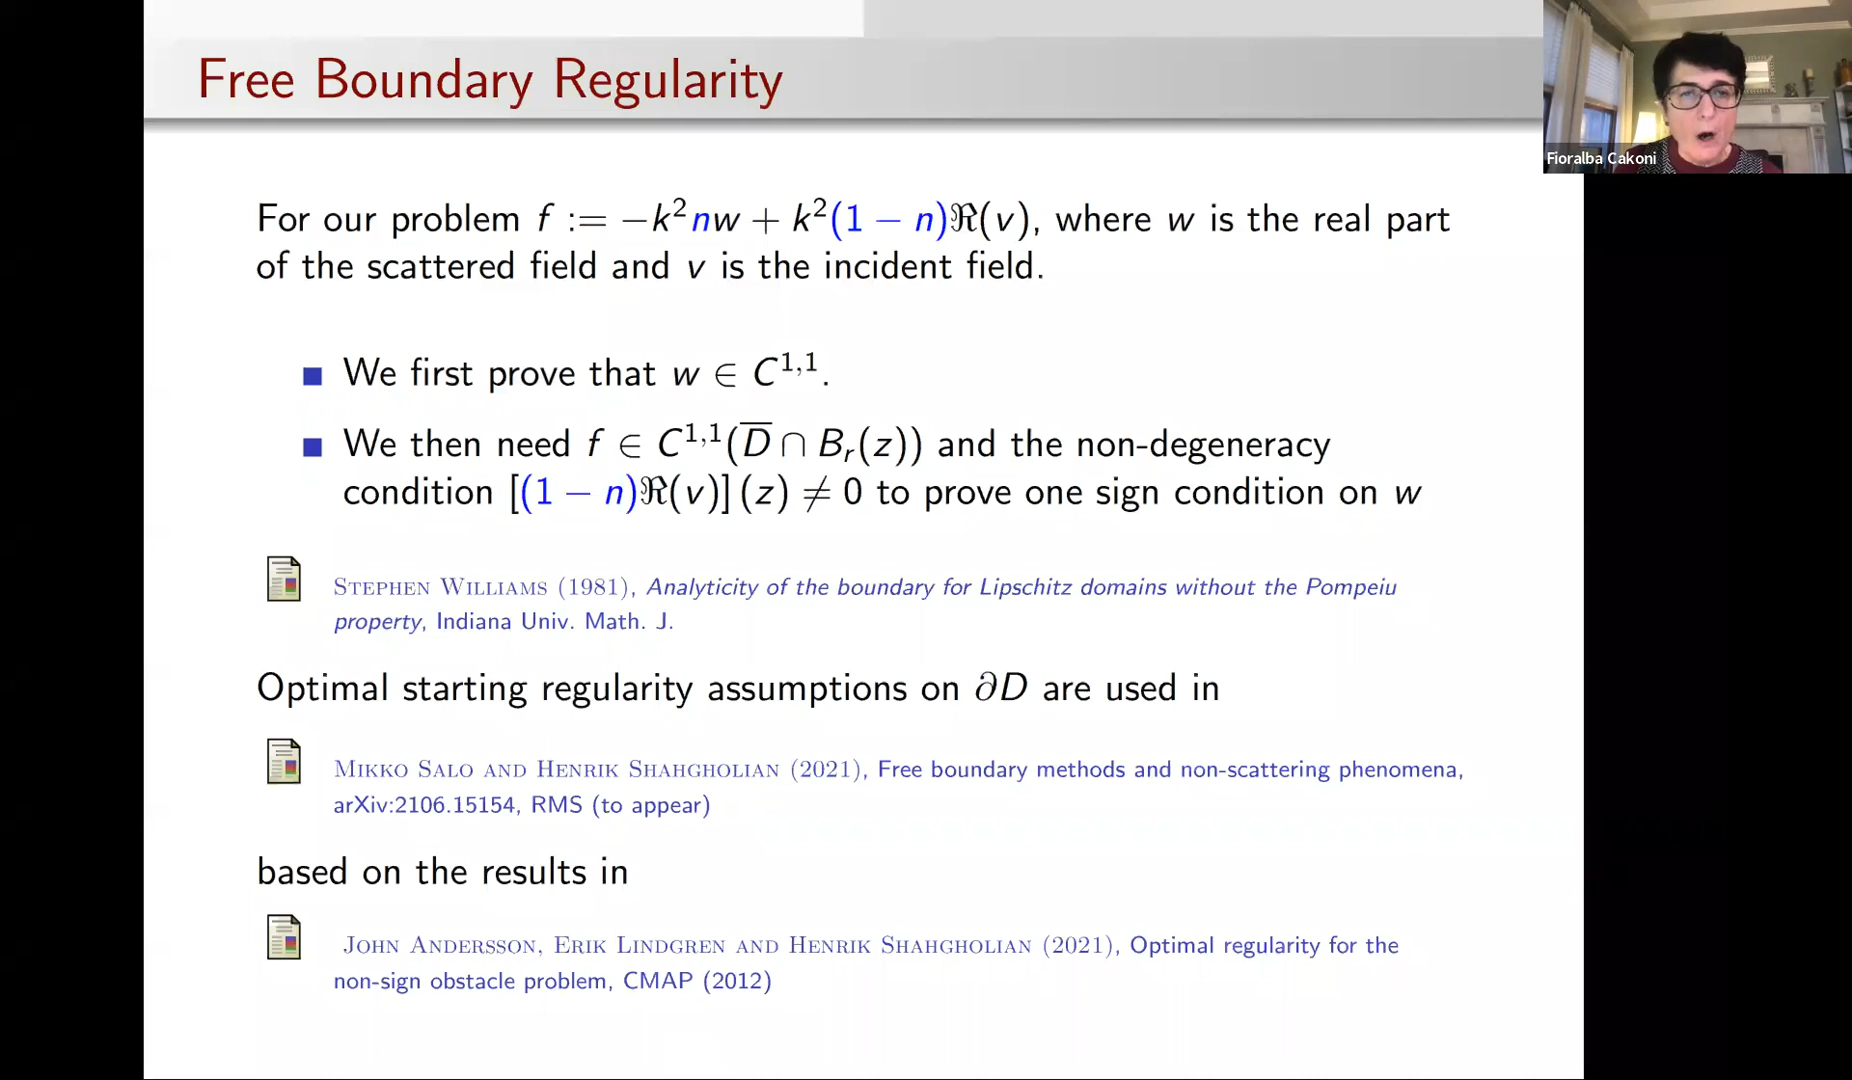 Free Boundary Regularity
Fioralba Cakoni
For our problem f := −k²nw + k²(1 − n)ℜ(v), where w is the real part
of the scattered field and v is the incident field.
We first prove that w ∈ C¹,¹.
We then need f ∈ C¹,¹(D̅ ∩ Bᵣ(z)) and the non-degeneracy
condition [(1 − n)ℜ(v)] (z) ≠ 0 to prove one sign condition on w
Stephen Williams (1981), Analyticity of the boundary for Lipschitz domains without the Pompeiu
property, Indiana Univ. Math. J.
Optimal starting regularity assumptions on ∂D are used in
Mikko Salo and Henrik Shahgholian (2021), Free boundary methods and non-scattering phenomena,
arXiv:2106.15154, RMS (to appear)
based on the results in
John Andersson, Erik Lindgren and Henrik Shahgholian (2021), Optimal regularity for the
non-sign obstacle problem, CMAP (2012)